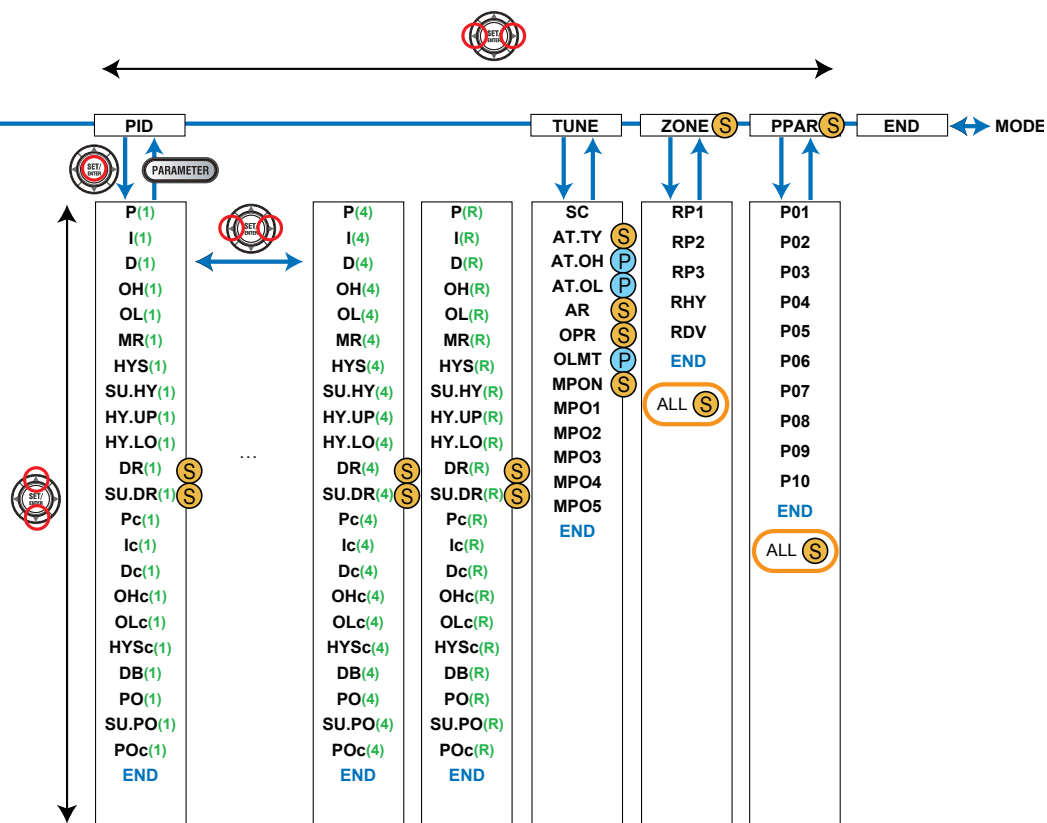 SET/
ENTER
PID
TUNE
ZONE S
PPAR S
END
MODE
SET/
ENTER
PARAMETER
SET/
ENTER
SET/
ENTER
P(1)
I(1)
D(1)
OH(1)
OL(1)
MR(1)
HYS(1)
SU.HY(1)
HY.UP(1)
HY.LO(1)
DR(1) S
SU.DR(1) S
Pc(1)
Ic(1)
Dc(1)
OHc(1)
OLc(1)
HYSc(1)
DB(1)
PO(1)
SU.PO(1)
POc(1)
END
...
P(4)
I(4)
D(4)
OH(4)
OL(4)
MR(4)
HYS(4)
SU.HY(4)
HY.UP(4)
HY.LO(4)
DR(4) S
SU.DR(4) S
Pc(4)
Ic(4)
Dc(4)
OHc(4)
OLc(4)
HYSc(4)
DB(4)
PO(4)
SU.PO(4)
POc(4)
END
P(R)
I(R)
D(R)
OH(R)
OL(R)
MR(R)
HYS(R)
SU.HY(R)
HY.UP(R)
HY.LO(R)
DR(R) S
SU.DR(R) S
Pc(R)
Ic(R)
Dc(R)
OHc(R)
OLc(R)
HYSc(R)
DB(R)
PO(R)
SU.PO(R)
POc(R)
END
SC
AT.TY S
AT.OH P
AT.OL P
AR S
OPR S
OLMT P
MPON S
MPO1
MPO2
MPO3
MPO4
MPO5
END
RP1
RP2
RP3
RHY
RDV
END
ALL S
P01
P02
P03
P04
P05
P06
P07
P08
P09
P10
END
ALL S